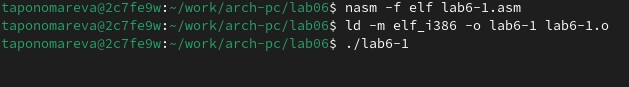 taponomareva@2c7fe9w:~/work/arch-pc/lab06$ nasm -f elf lab6-1.asm
taponomareva@2c7fe9w:~/work/arch-pc/lab06$ ld -m elf_i386 -o lab6-1 lab6-1.o
taponomareva@2c7fe9w:~/work/arch-pc/lab06$ ./lab6-1